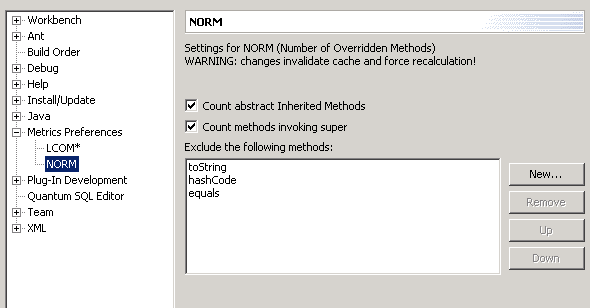 Workbench
Ant
Build Order
Debug
Help
Install/Update
Java
Metrics Preferences
LCOM*
NORM
Plug-In Development
Quantum SQL Editor
Team
XML
NORM
Settings for NORM (Number of Overridden Methods)
WARNING: changes invalidate cache and force recalculation!
Count abstract Inherited Methods
Count methods invoking super
Exclude the following methods:
toString
hashCode
equals
New...
Remove
Up
Down